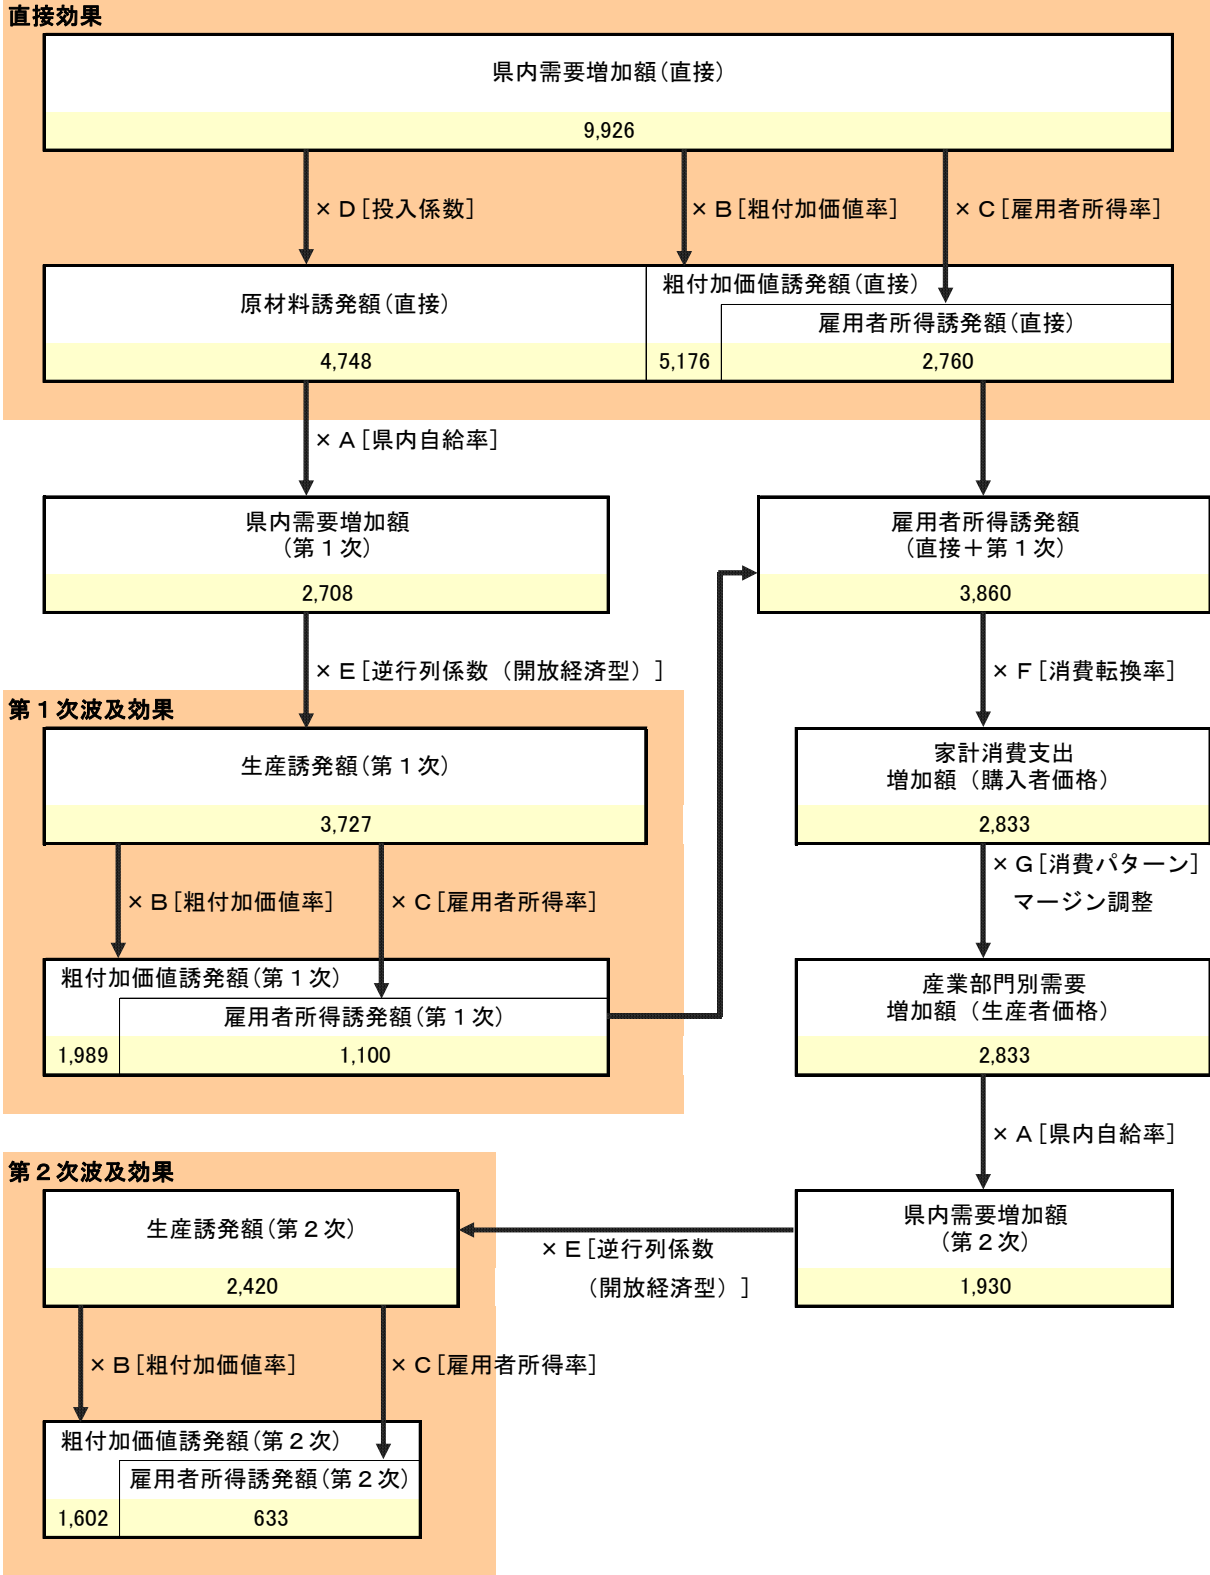 直接効果
県内需要増加額(直接)
9,926
× D[投入係数]
× B[粗付加価値率]
× C[雇用者所得率]
原材料誘発額(直接)
粗付加価値誘発額(直接)
雇用者所得誘発額(直接)
4,748
5,176
2,760
× A[県内自給率]
県内需要増加額
(第1次)
2,708
雇用者所得誘発額
(直接+第1次)
3,860
× E[逆行列係数(開放経済型)]
× F[消費転換率]
第1次波及効果
生産誘発額(第1次)
3,727
家計消費支出
増加額(購入者価格)
2,833
× B[粗付加価値率]
× C[雇用者所得率]
× G[消費パターン]
マージン調整
粗付加価値誘発額(第1次)
雇用者所得誘発額(第1次)
1,989
1,100
産業部門別需要
増加額(生産者価格)
2,833
× A[県内自給率]
第2次波及効果
生産誘発額(第2次)
2,420
× E[逆行列係数
(開放経済型)]
県内需要増加額
(第2次)
1,930
× B[粗付加価値率]
× C[雇用者所得率]
粗付加価値誘発額(第2次)
雇用者所得誘発額(第2次)
1,602
633